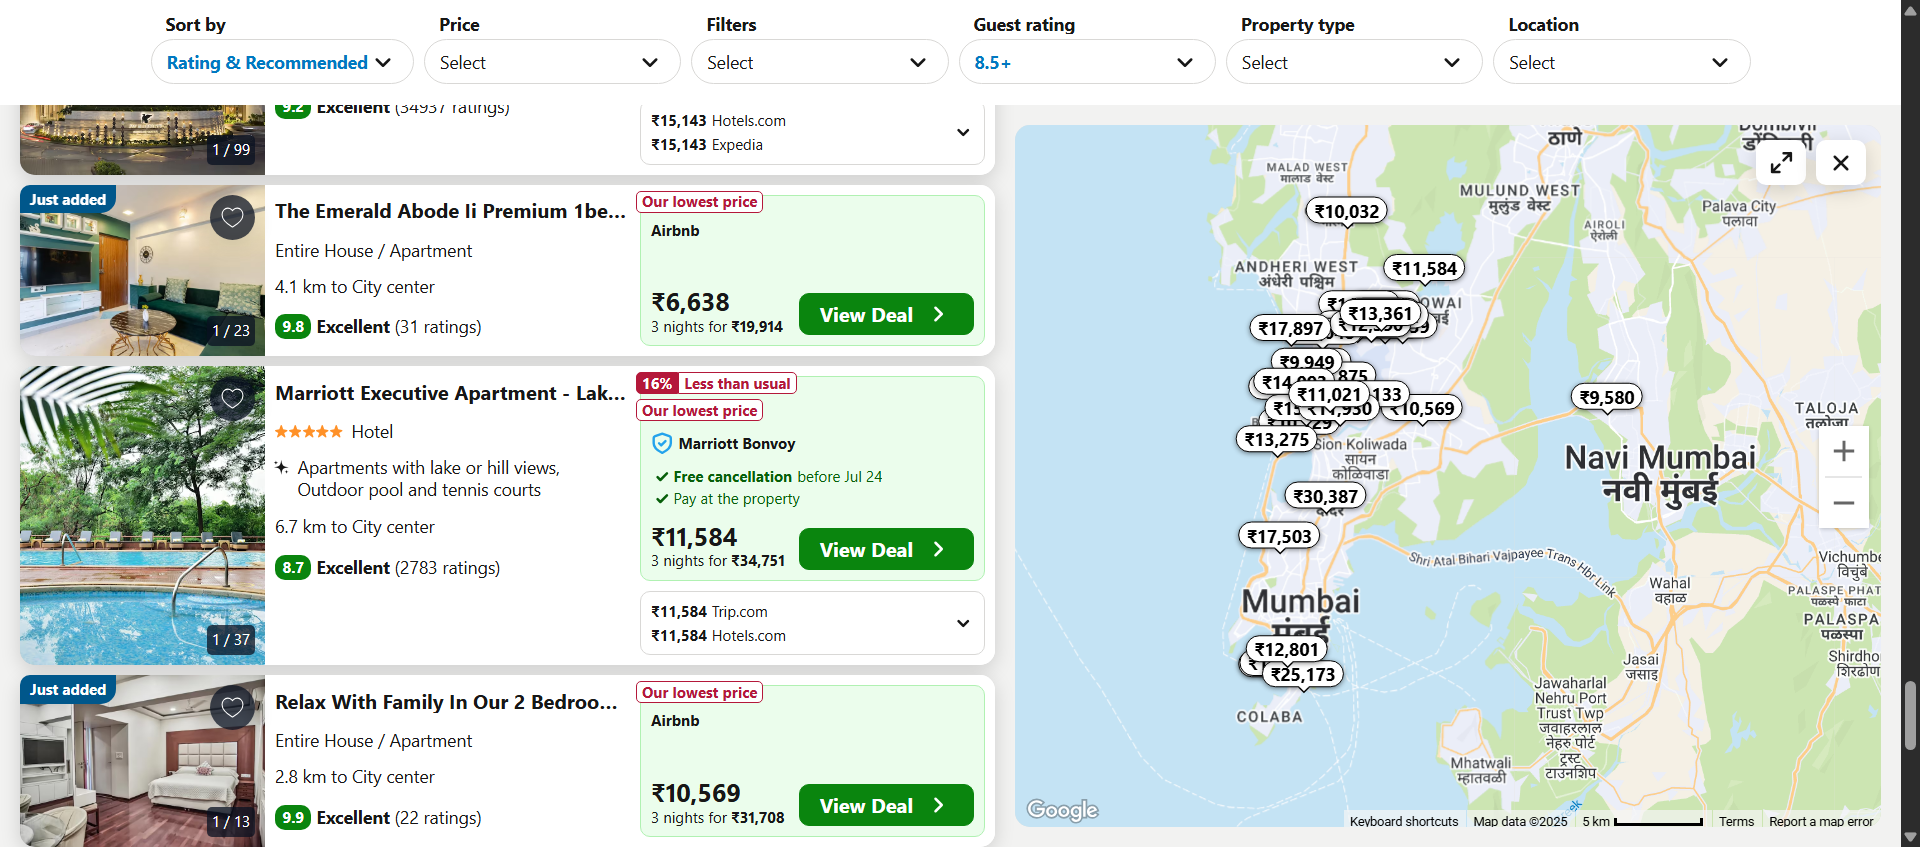 Sort by
Price
Filters
Guest rating
Property type
Location
Rating & Recommended
Select
Select
8.5+
Select
Select
9.2 Excellent (34937 ratings)
1 / 99
₹15,143 Hotels.com
₹15,143 Expedia
Just added
The Emerald Abode Ii Premium 1be...
Entire House / Apartment
4.1 km to City center
9.8 Excellent (31 ratings)
1 / 23
Our lowest price
Airbnb
₹6,638
3 nights for ₹19,914
View Deal
Marriott Executive Apartment - Lak...
Hotel
Apartments with lake or hill views,
Outdoor pool and tennis courts
6.7 km to City center
8.7 Excellent (2783 ratings)
1 / 37
16% Less than usual
Our lowest price
Marriott Bonvoy
Free cancellation before Jul 24
Pay at the property
₹11,584
3 nights for ₹34,751
View Deal
₹11,584 Trip.com
₹11,584 Hotels.com
Just added
Relax With Family In Our 2 Bedroo...
Entire House / Apartment
2.8 km to City center
9.9 Excellent (22 ratings)
1 / 13
Our lowest price
Airbnb
₹10,569
3 nights for ₹31,708
View Deal
ठाणे
MALAD WEST
मालाड वेस्ट
MULUND WEST
मुलुंड वेस्ट
Palava City
पलावा
₹10,032
AIROLI
ऐरोली
ANDHERI WEST
अंधेरी पश्चिम
₹11,584
₹13,361
₹17,897
₹9,949
₹11,021
₹10,569
₹9,580
TALOJA
तळोजा
₹13,275
Sion Koliwada
सायन
कोळिवाडा
Navi Mumbai
नवी मुंबई
₹30,387
दादर
₹17,503
Shri Atal Bihari Vajpayee Trans Hbr Link
Vichumbe
विचुंबे
Wahal
वहाळ
PALASPE PHAT
पळस्पे फाटा
Mumbai
मुंबई
PALASPA
पळस्पा
₹12,801
₹25,173
Jasai
जसाई
Shirdho
शिरढोण
COLABA
Jawaharlal
Nehru Port
Trust Twp
जवाहरलाल
नेहरु पोर्ट
ट्रस्ट
टाउनशिप
Mhatwali
म्हातवळी
Google
Keyboard shortcuts
Map data ©2025
5 km
Terms
Report a map error